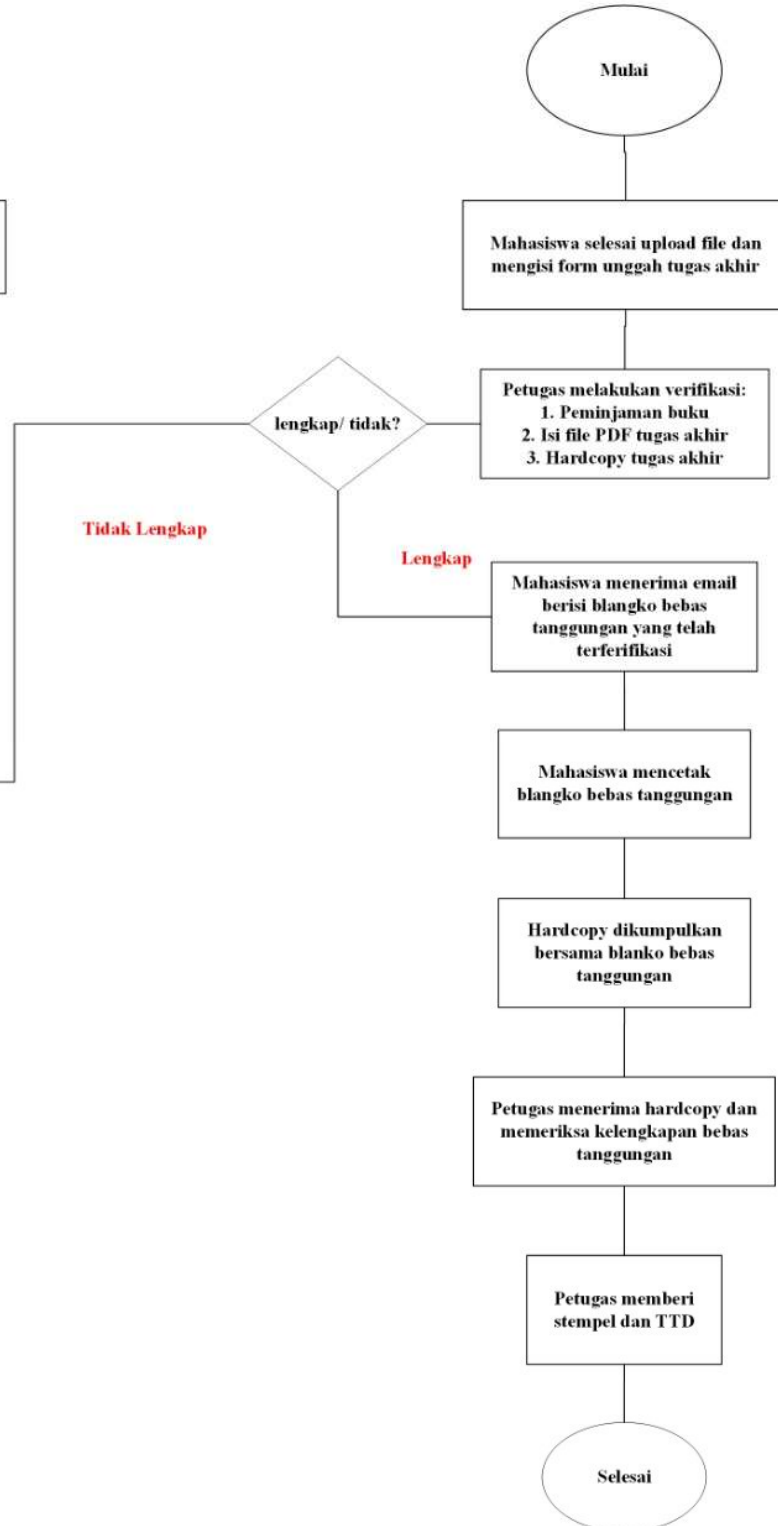 Mulai
Mahasiswa selesai upload file dan
mengisi form unggah tugas akhir
Petugas melakukan verifikasi:
1. Peminjaman buku
2. Isi file PDF tugas akhir
3. Hardcopy tugas akhir
lengkap/ tidak?
Tidak Lengkap
Lengkap
Mahasiswa menerima email
berisi blangko bebas
tanggungan yang telah
terferifikasi
Mahasiswa mencetak
blangko bebas tanggungan
Hardcopy dikumpulkan
bersama blanko bebas
tanggungan
Petugas menerima hardcopy dan
memeriksa kelengkapan bebas
tanggungan
Petugas memberi
stempel dan TTD
Selesai